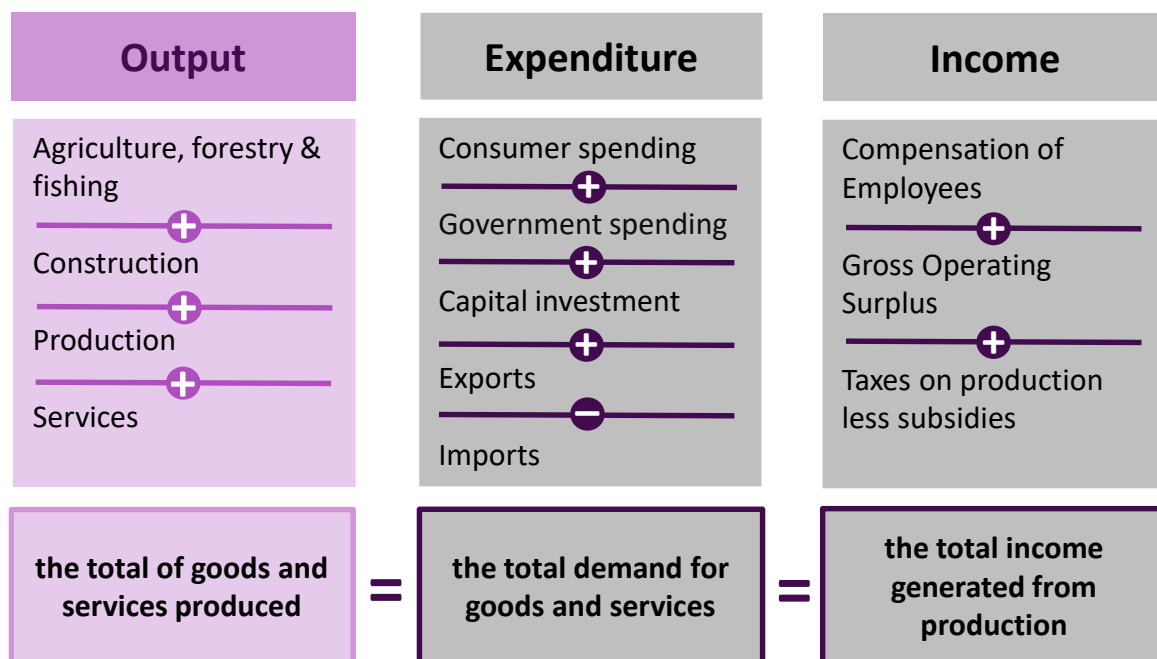 Output
Agriculture, forestry &
fishing
+
Construction
+
Production
+
Services
the total of goods and
services produced
=
Expenditure
Consumer spending
+
Government spending
+
Capital investment
+
Exports
−
Imports
the total demand for
goods and services
=
Income
Compensation of
Employees
+
Gross Operating
Surplus
+
Taxes on production
less subsidies
the total income
generated from
production